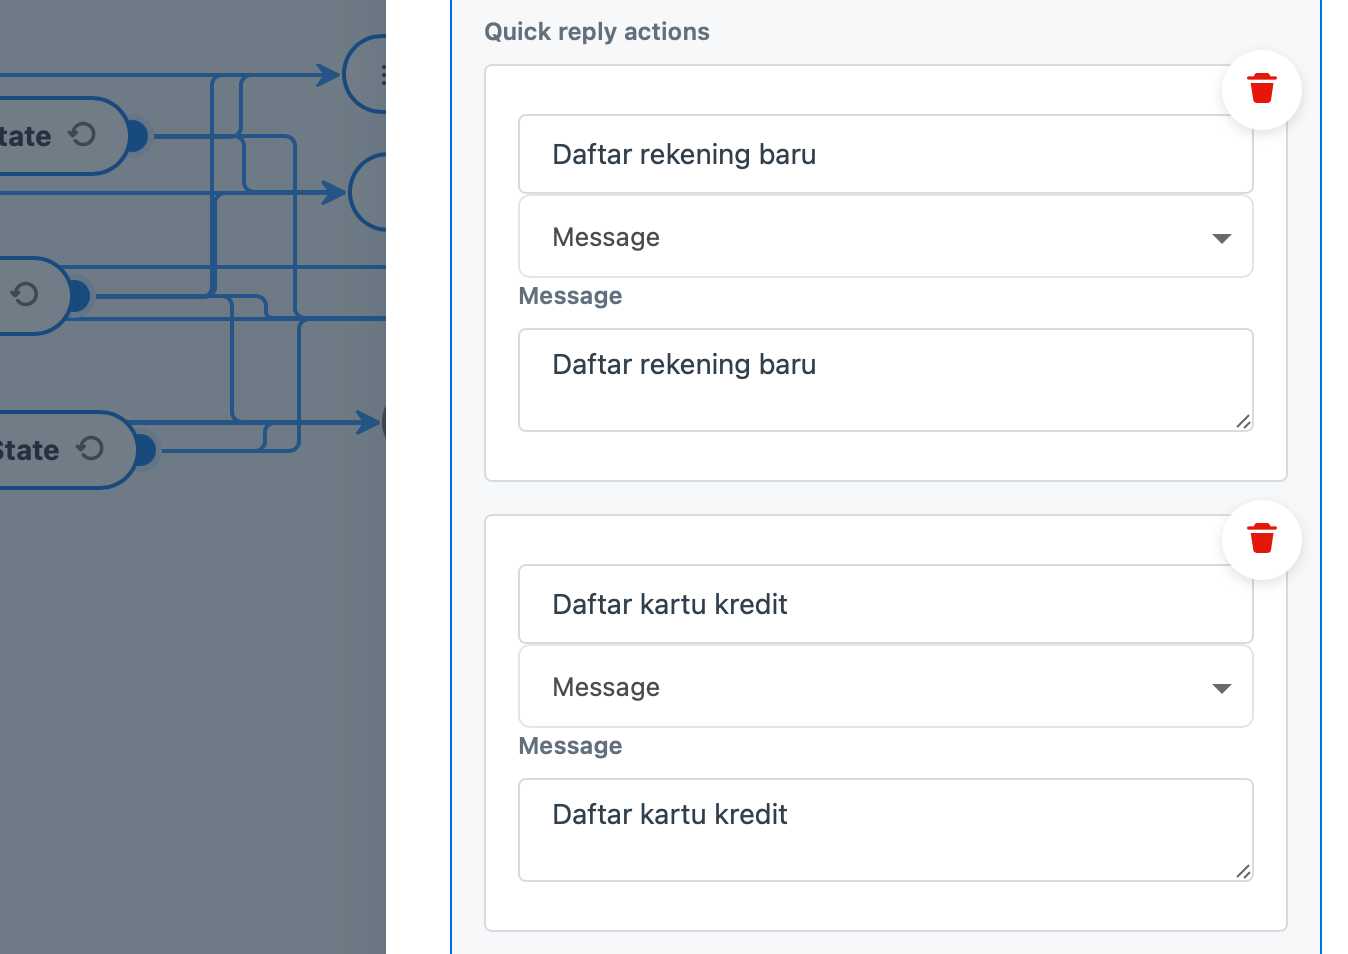 Quick reply actions
Daftar rekening baru
Message
Message
Daftar rekening baru
Daftar kartu kredit
Message
Message
Daftar kartu kredit
State